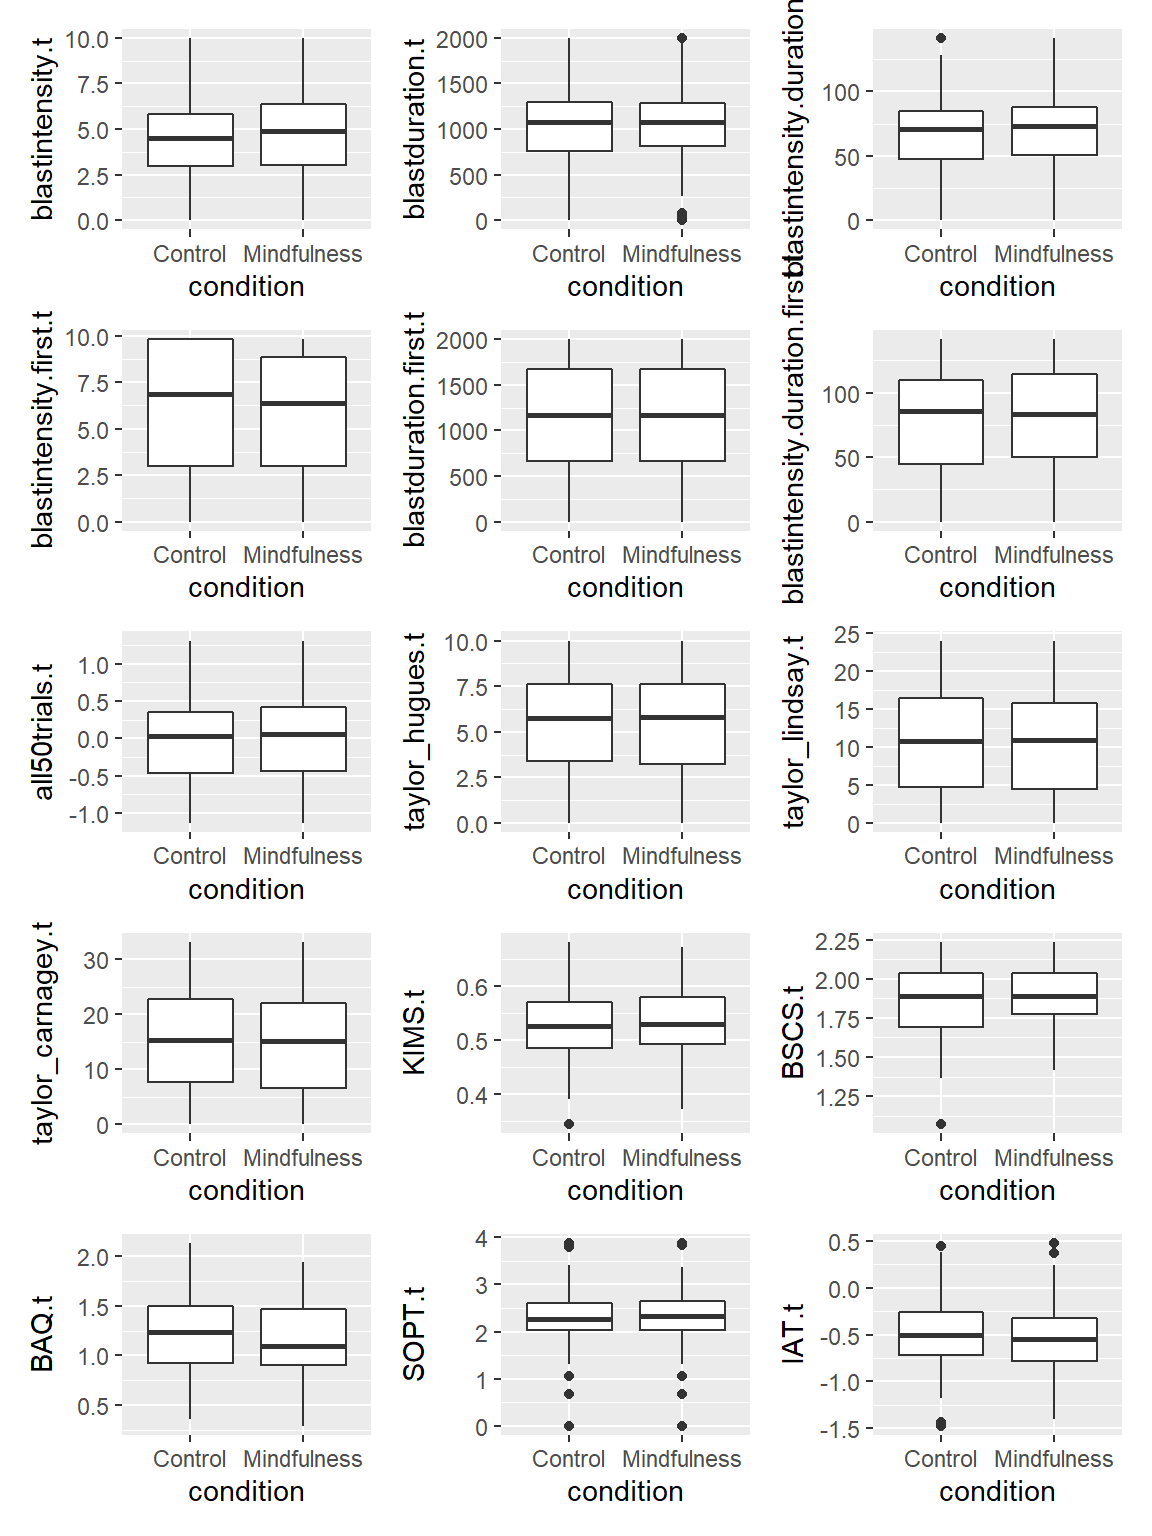 blastintensity.t
10.0
7.5
5.0
2.5
0.0
Control Mindfulness
condition
blastduration.t
2000
1500
1000
500
0
Control Mindfulness
condition
blastintensity.duration
100
50
0
Control Mindfulness
condition
blastintensity.first.t
10.0
7.5
5.0
2.5
0.0
Control Mindfulness
condition
blastduration.first.t
2000
1500
1000
500
0
Control Mindfulness
condition
blastintensity.duration.first.t
100
50
0
Control Mindfulness
condition
all50trials.t
1.0
0.5
0.0
-0.5
-1.0
Control Mindfulness
condition
taylor_hugues.t
10.0
7.5
5.0
2.5
0.0
Control Mindfulness
condition
taylor_lindsay.t
25
20
15
10
5
0
Control Mindfulness
condition
taylor_carnagey.t
30
20
10
0
Control Mindfulness
condition
KIMS.t
0.6
0.5
0.4
Control Mindfulness
condition
BSCS.t
2.25
2.00
1.75
1.50
1.25
Control Mindfulness
condition
BAQ.t
2.0
1.5
1.0
0.5
Control Mindfulness
condition
SOPT.t
4
3
2
1
0
Control Mindfulness
condition
IAT.t
0.5
0.0
-0.5
-1.0
-1.5
Control Mindfulness
condition